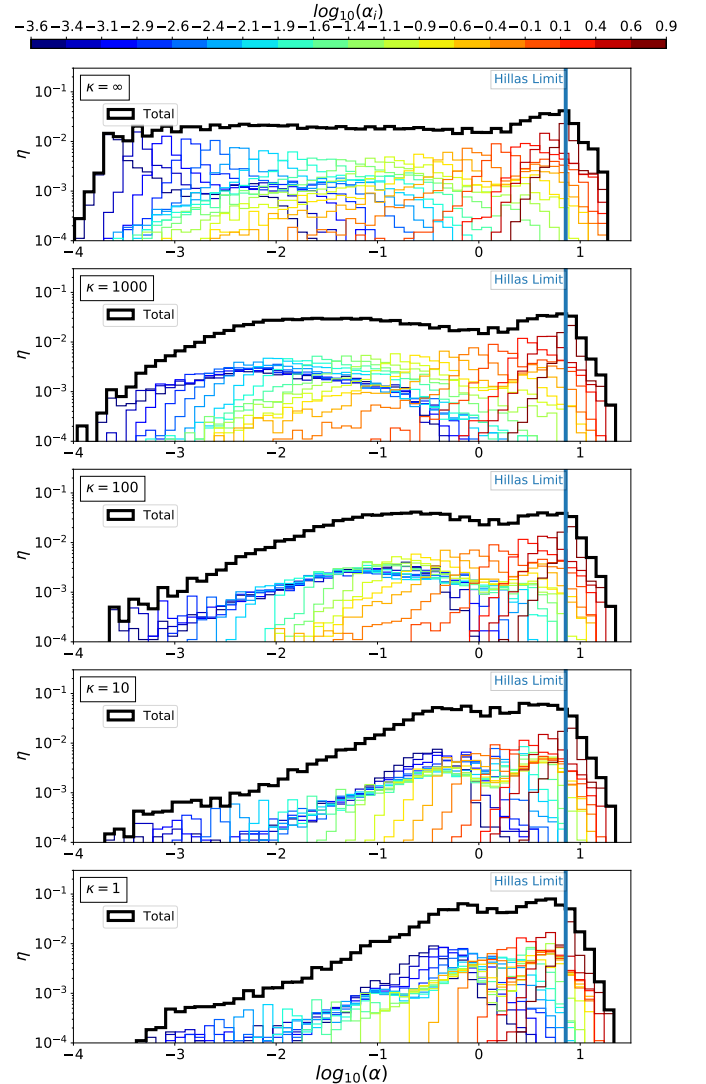 log₁₀(αᵢ)
−3.6 −3.4 −3.1 −2.9 −2.6 −2.4 −2.1 −1.9 −1.6 −1.4 −1.1 −0.9 −0.6 −0.4 −0.1 0.1 0.4 0.6 0.9
κ = ∞
Total
Hillas Limit
10⁻¹
10⁻²
10⁻³
10⁻⁴
η
−4 −3 −2 −1 0 1
κ = 1000
Total
Hillas Limit
10⁻¹
10⁻²
10⁻³
10⁻⁴
η
−4 −3 −2 −1 0 1
κ = 100
Total
Hillas Limit
10⁻¹
10⁻²
10⁻³
10⁻⁴
η
−4 −3 −2 −1 0 1
κ = 10
Total
Hillas Limit
10⁻¹
10⁻²
10⁻³
10⁻⁴
η
−4 −3 −2 −1 0 1
κ = 1
Total
Hillas Limit
10⁻¹
10⁻²
10⁻³
10⁻⁴
η
−4 −3 −2 −1 0 1
log₁₀(α)